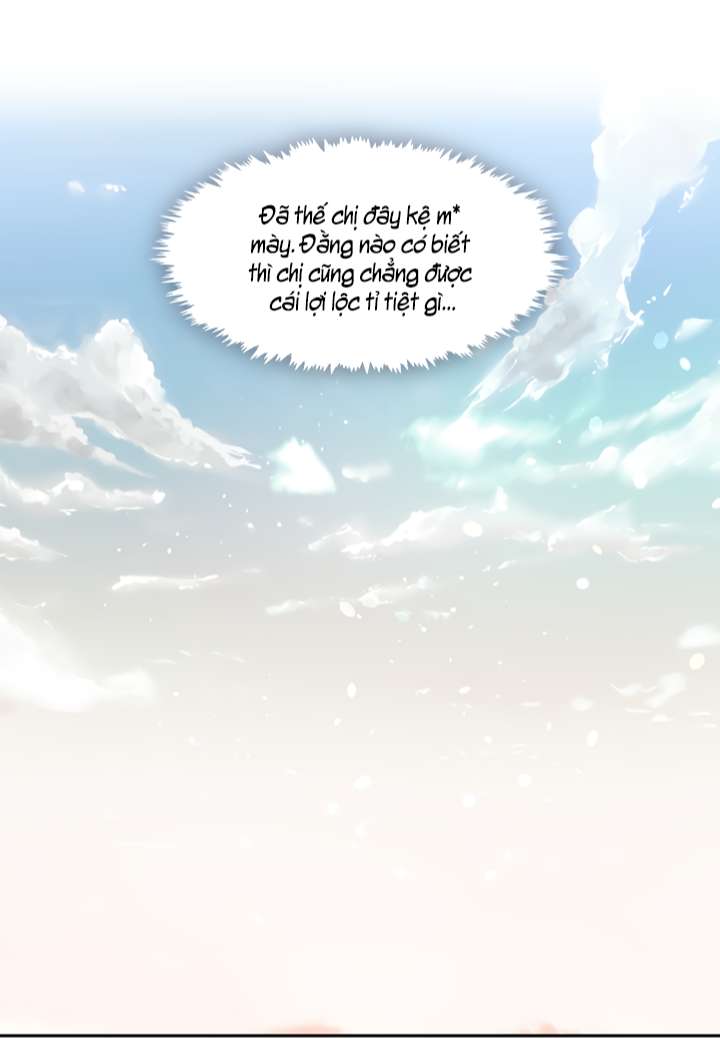 Đã thế chị đây kệ m*
mày. Đằng nào có biết
thì chị cũng chẳng được
cái lợi lộc tỉ tiệt gì...